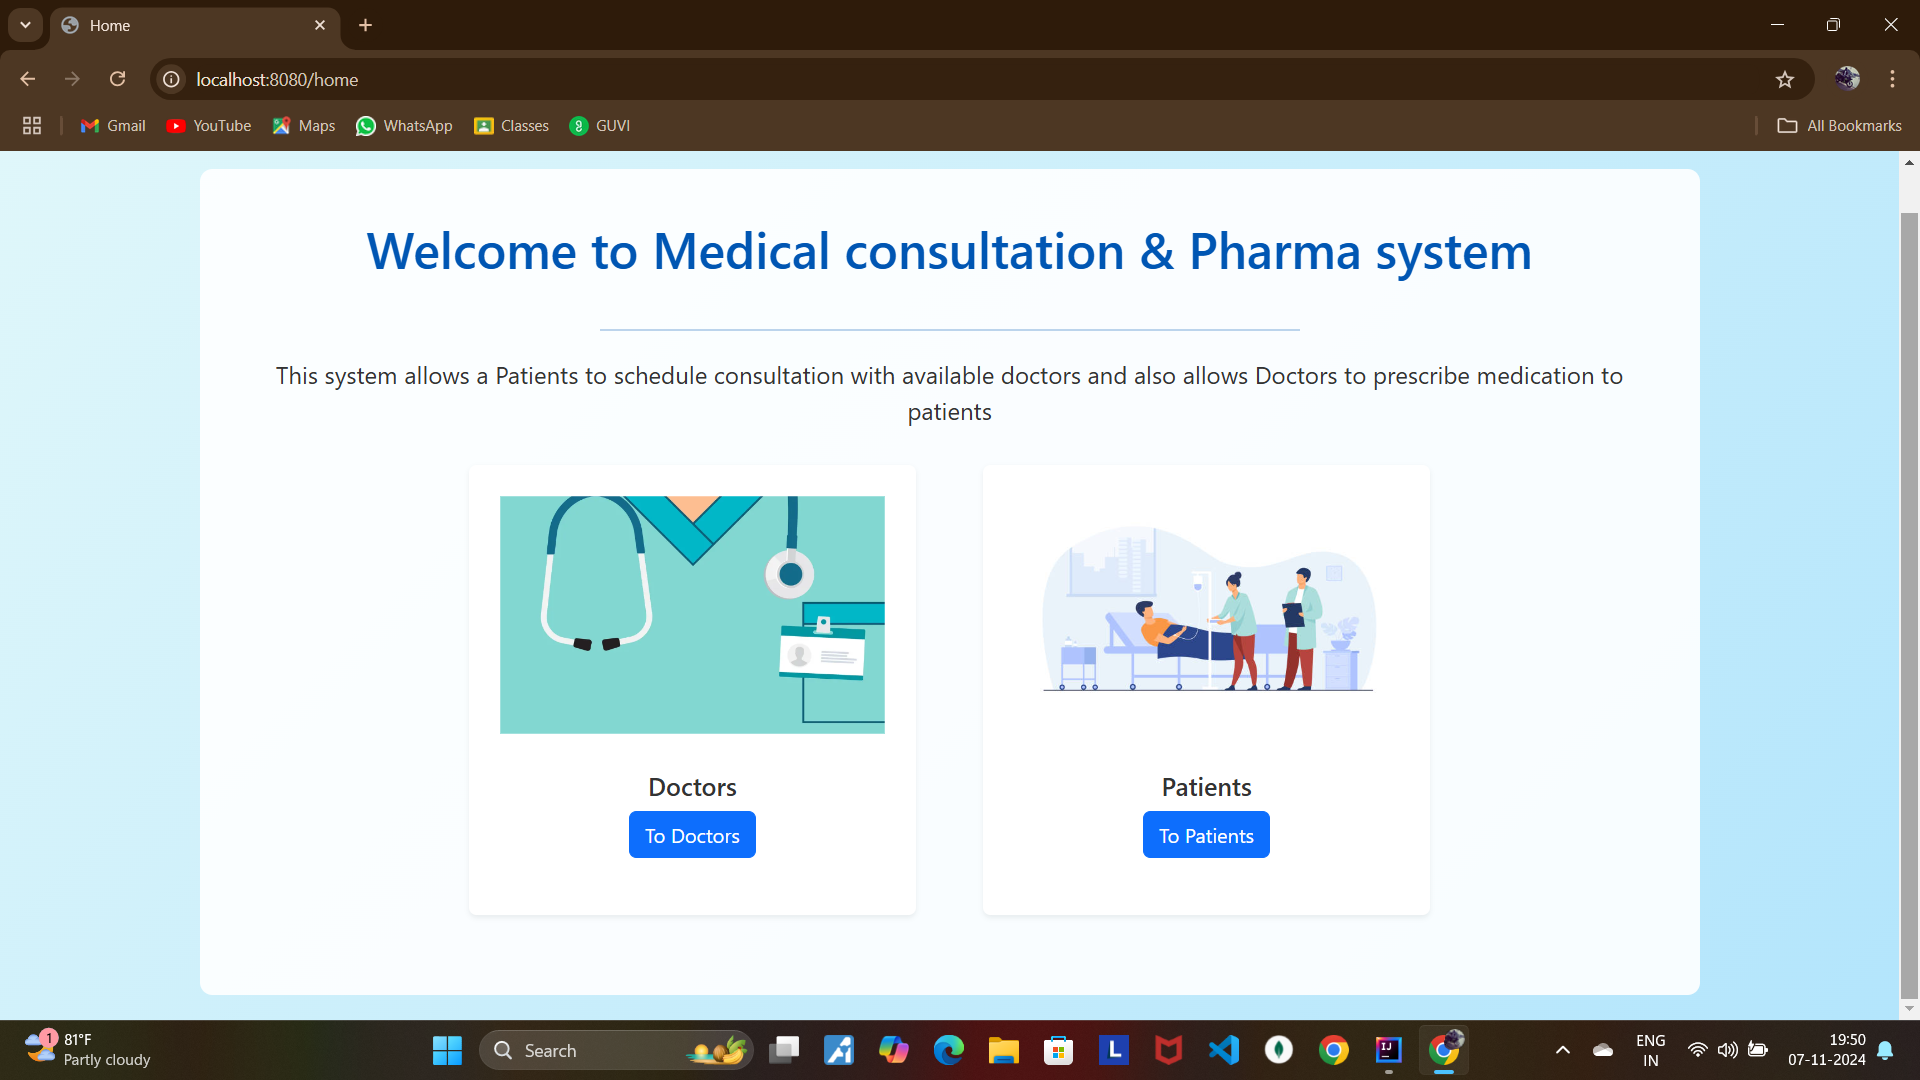 Home
localhost:8080/home
Gmail YouTube Maps WhatsApp Classes GUVI All Bookmarks
Welcome to Medical consultation & Pharma system
This system allows a Patients to schedule consultation with available doctors and also allows Doctors to prescribe medication to
patients
Doctors
To Doctors
Patients
To Patients
1
81°F
Partly cloudy
Search
L
IJ
ENG
IN
19:50
07-11-2024